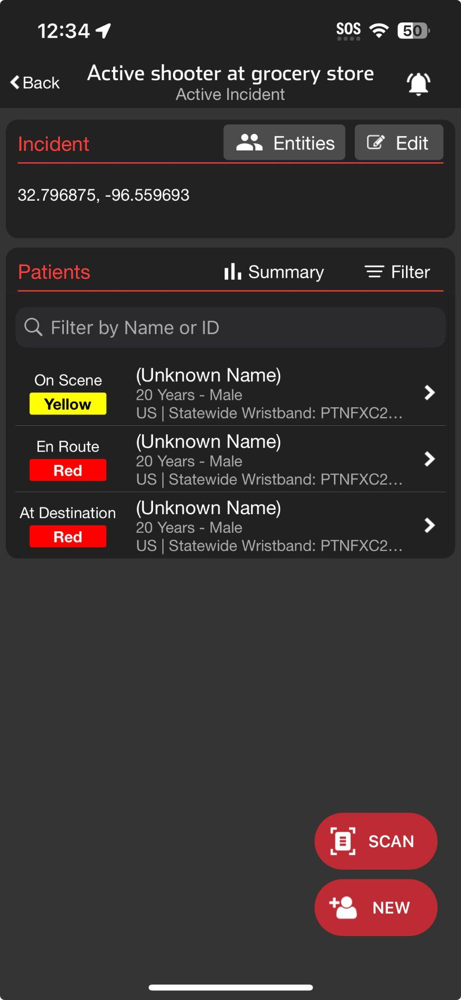 12:34
SOS
50
Back
Active shooter at grocery store
Active Incident
Incident
Entities
Edit
32.796875, -96.559693
Patients
Summary
Filter
Filter by Name or ID
On Scene
Yellow
(Unknown Name)
20 Years - Male
US | Statewide Wristband: PTNFXC2...
En Route
Red
(Unknown Name)
20 Years - Male
US | Statewide Wristband: PTNFXC2...
At Destination
Red
(Unknown Name)
20 Years - Male
US | Statewide Wristband: PTNFXC2...
SCAN
NEW